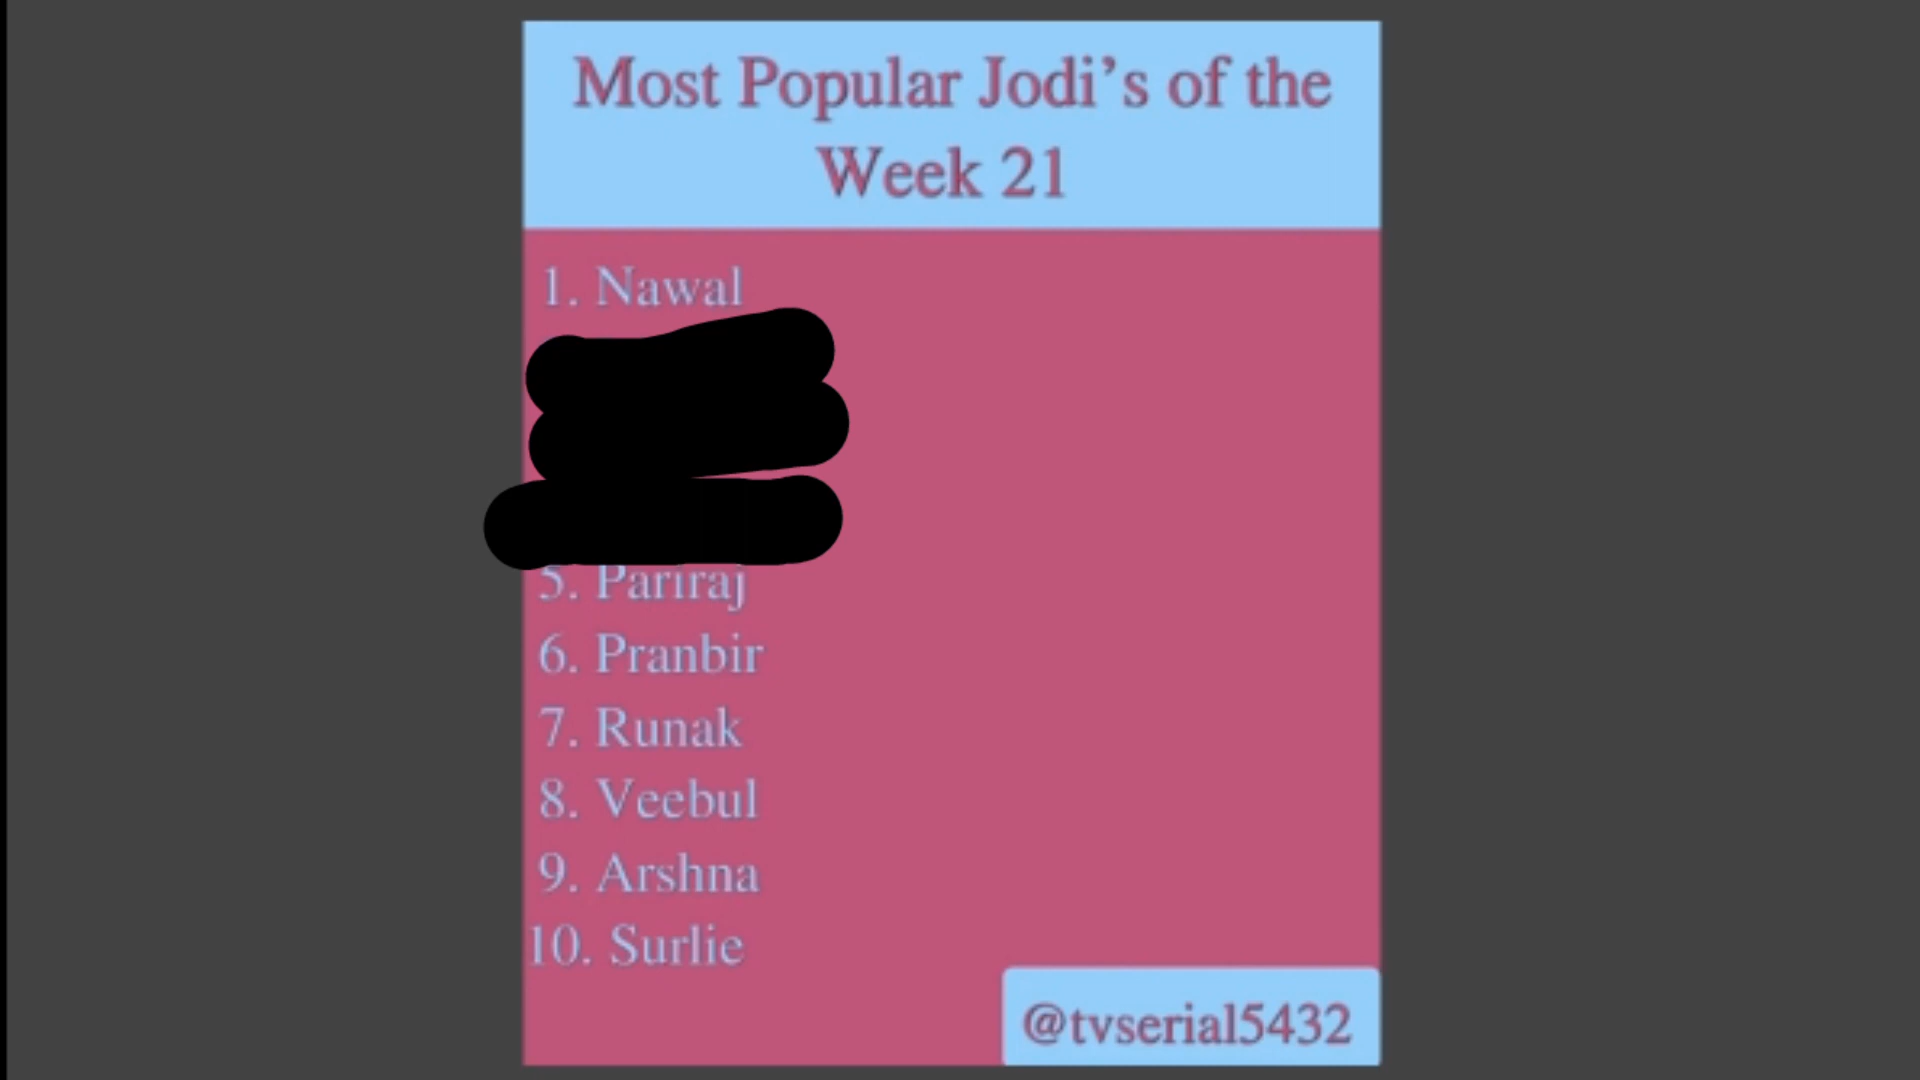 Most Popular Jodi’s of the
Week 21
1. Nawal
5. Pariraj
6. Pranbir
7. Runak
8. Veebul
9. Arshna
10. Surlie
@tvserial5432